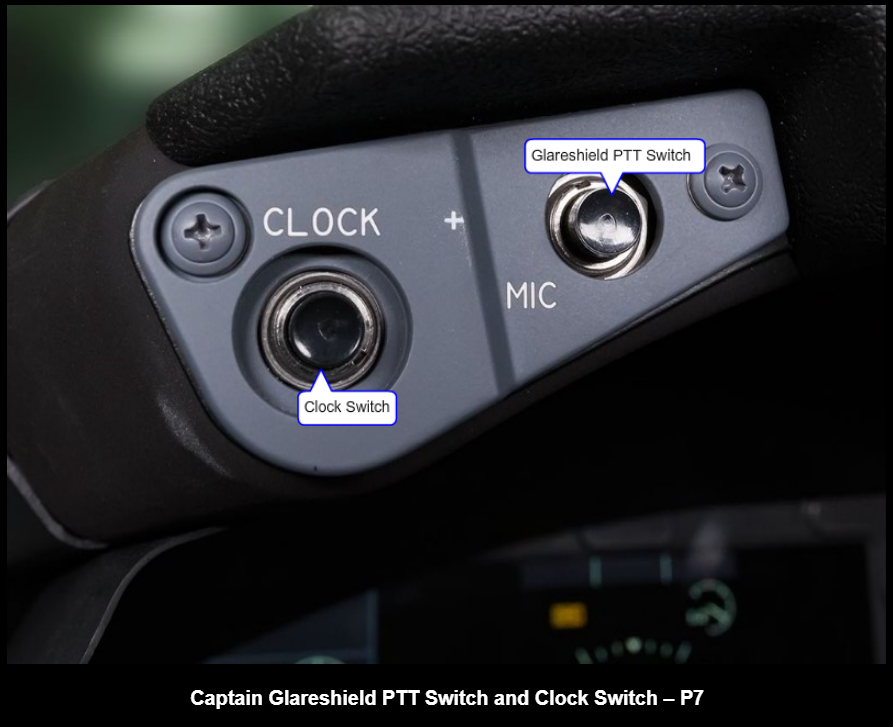 Glareshield PTT Switch
CLOCK
MIC
Clock Switch
Captain Glareshield PTT Switch and Clock Switch – P7